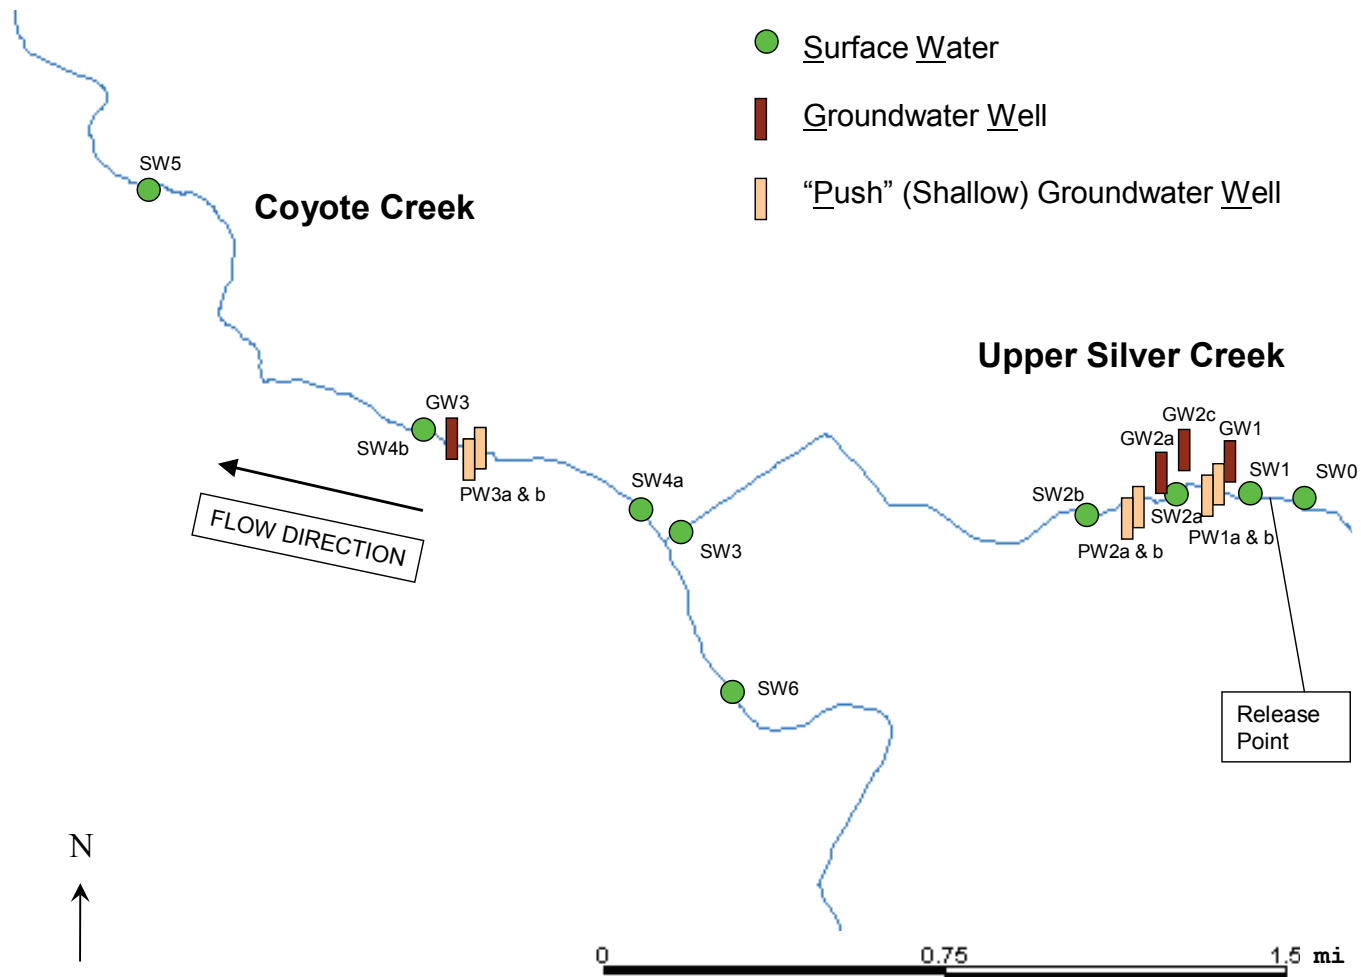 Surface Water
Groundwater Well
“Push” (Shallow) Groundwater Well
SW5
Coyote Creek
Upper Silver Creek
GW3
SW4b
PW3a & b
SW4a
SW3
GW2c
GW2a
GW1
SW1
SW0
SW2b
SW2a
PW2a & b
PW1a & b
FLOW DIRECTION
SW6
Release
Point
N
0 0.75 1.5 mi